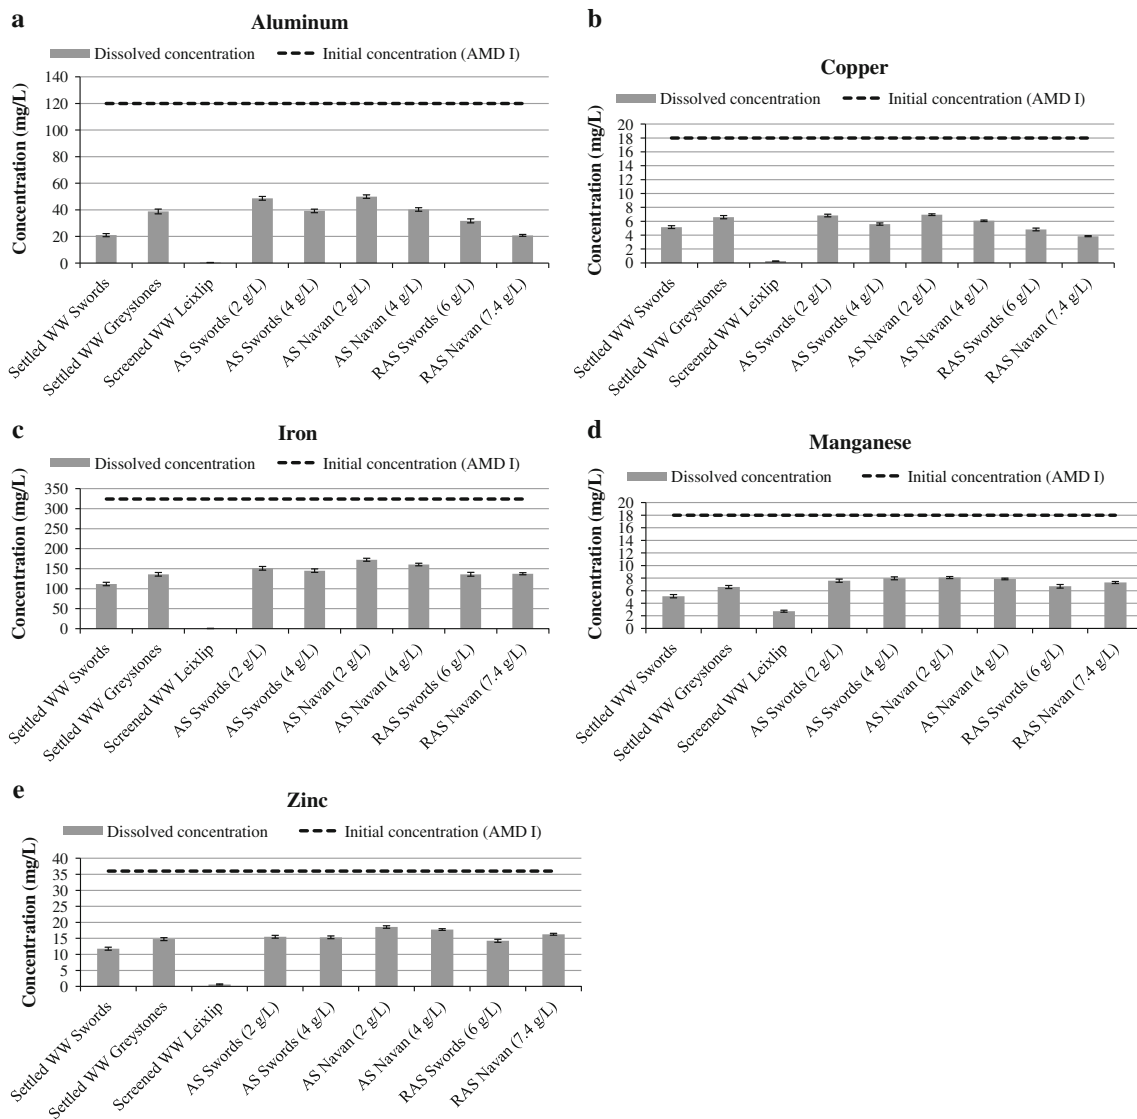 a
Aluminum
Dissolved concentration
Initial concentration (AMD I)
Concentration (mg/L)
140
120
100
80
60
40
20
0
Settled WW Swords
Settled WW Greystones
Screened WW Leixlip
AS Swords (2 g/L)
AS Swords (4 g/L)
AS Navan (2 g/L)
AS Navan (4 g/L)
RAS Swords (6 g/L)
RAS Navan (7.4 g/L)
b
Copper
Dissolved concentration
Initial concentration (AMD I)
Concentration (mg/L)
18
18
16
14
12
10
8
6
4
2
0
Settled WW Swords
Settled WW Greystones
Screened WW Leixlip
AS Swords (2 g/L)
AS Swords (4 g/L)
AS Navan (2 g/L)
AS Navan (4 g/L)
RAS Swords (6 g/L)
RAS Navan (7.4 g/L)
c
Iron
Dissolved concentration
Initial concentration (AMD I)
Concentration (mg/L)
350
300
250
200
150
100
50
0
Settled WW Swords
Settled WW Greystones
Screened WW Leixlip
AS Swords (2 g/L)
AS Swords (4 g/L)
AS Navan (2 g/L)
AS Navan (4 g/L)
RAS Swords (6 g/L)
RAS Navan (7.4 g/L)
d
Manganese
Dissolved concentration
Initial concentration (AMD I)
Concentration (mg/L)
20
18
16
14
12
10
8
6
4
2
0
Settled WW Swords
Settled WW Greystones
Screened WW Leixlip
AS Swords (2 g/L)
AS Swords (4 g/L)
AS Navan (2 g/L)
AS Navan (4 g/L)
RAS Swords (6 g/L)
RAS Navan (7.4 g/L)
e
Zinc
Dissolved concentration
Initial concentration (AMD I)
Concentration (mg/L)
40
35
30
25
20
15
10
5
0
Settled WW Swords
Settled WW Greystones
Screened WW Leixlip
AS Swords (2 g/L)
AS Swords (4 g/L)
AS Navan (2 g/L)
AS Navan (4 g/L)
RAS Swords (6 g/L)
RAS Navan (7.4 g/L)